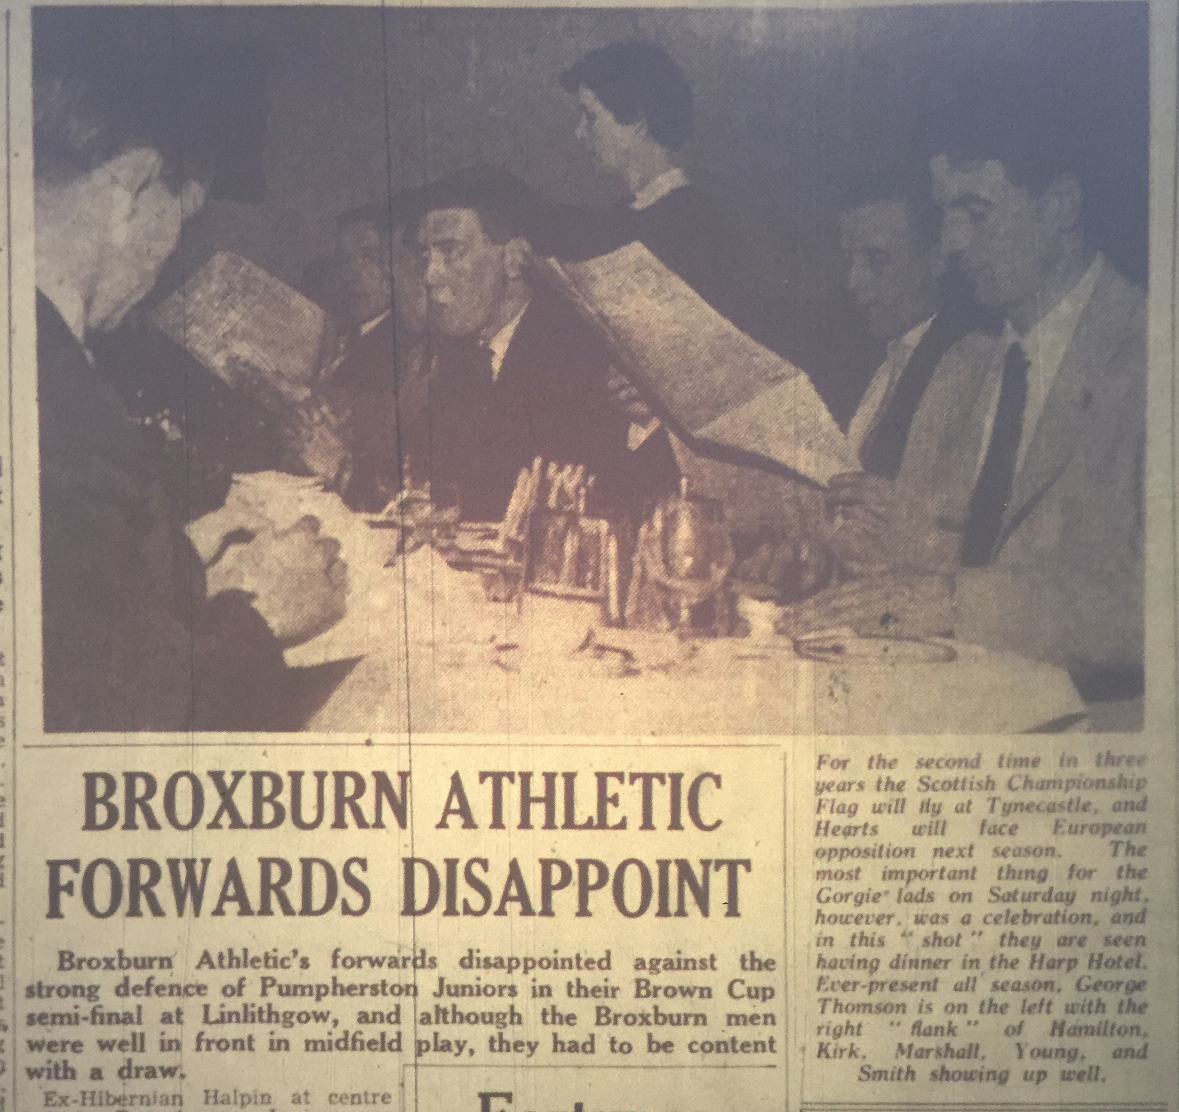 BROXBURN ATHLETIC
FORWARDS DISAPPOINT
Broxburn Athletic's forwards disappointed against the
strong defence of Pumpherston Juniors in their Brown Cup
semi-final at Linlithgow, and although the Broxburn men
were well in front in midfield play, they had to be content
with a draw.
Ex-Hibernian Halpin at centre
For the second time in three
years the Scottish Championship
Flag will fly at Tynecastle, and
Hearts will face European
opposition next season. The
most important thing for the
Gorgie lads on Saturday night,
however, was a celebration, and
in this "shot" they are seen
having dinner in the Harp Hotel.
Ever-present all season, George
Thomson is on the left with the
right "flank" of Hamilton,
Kirk, Marshall, Young, and
Smith showing up well.